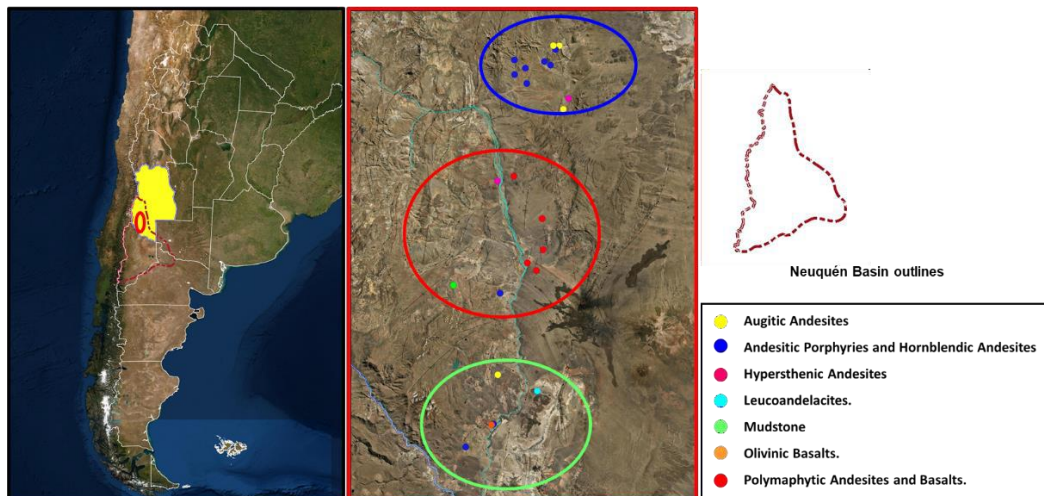 Neuquén Basin outlines
Augitic Andesites
Andesitic Porphyries and Hornblendic Andesites
Hypersthenic Andesites
Leucoandelacites.
Mudstone
Olivinic Basalts.
Polymaphytic Andesites and Basalts.